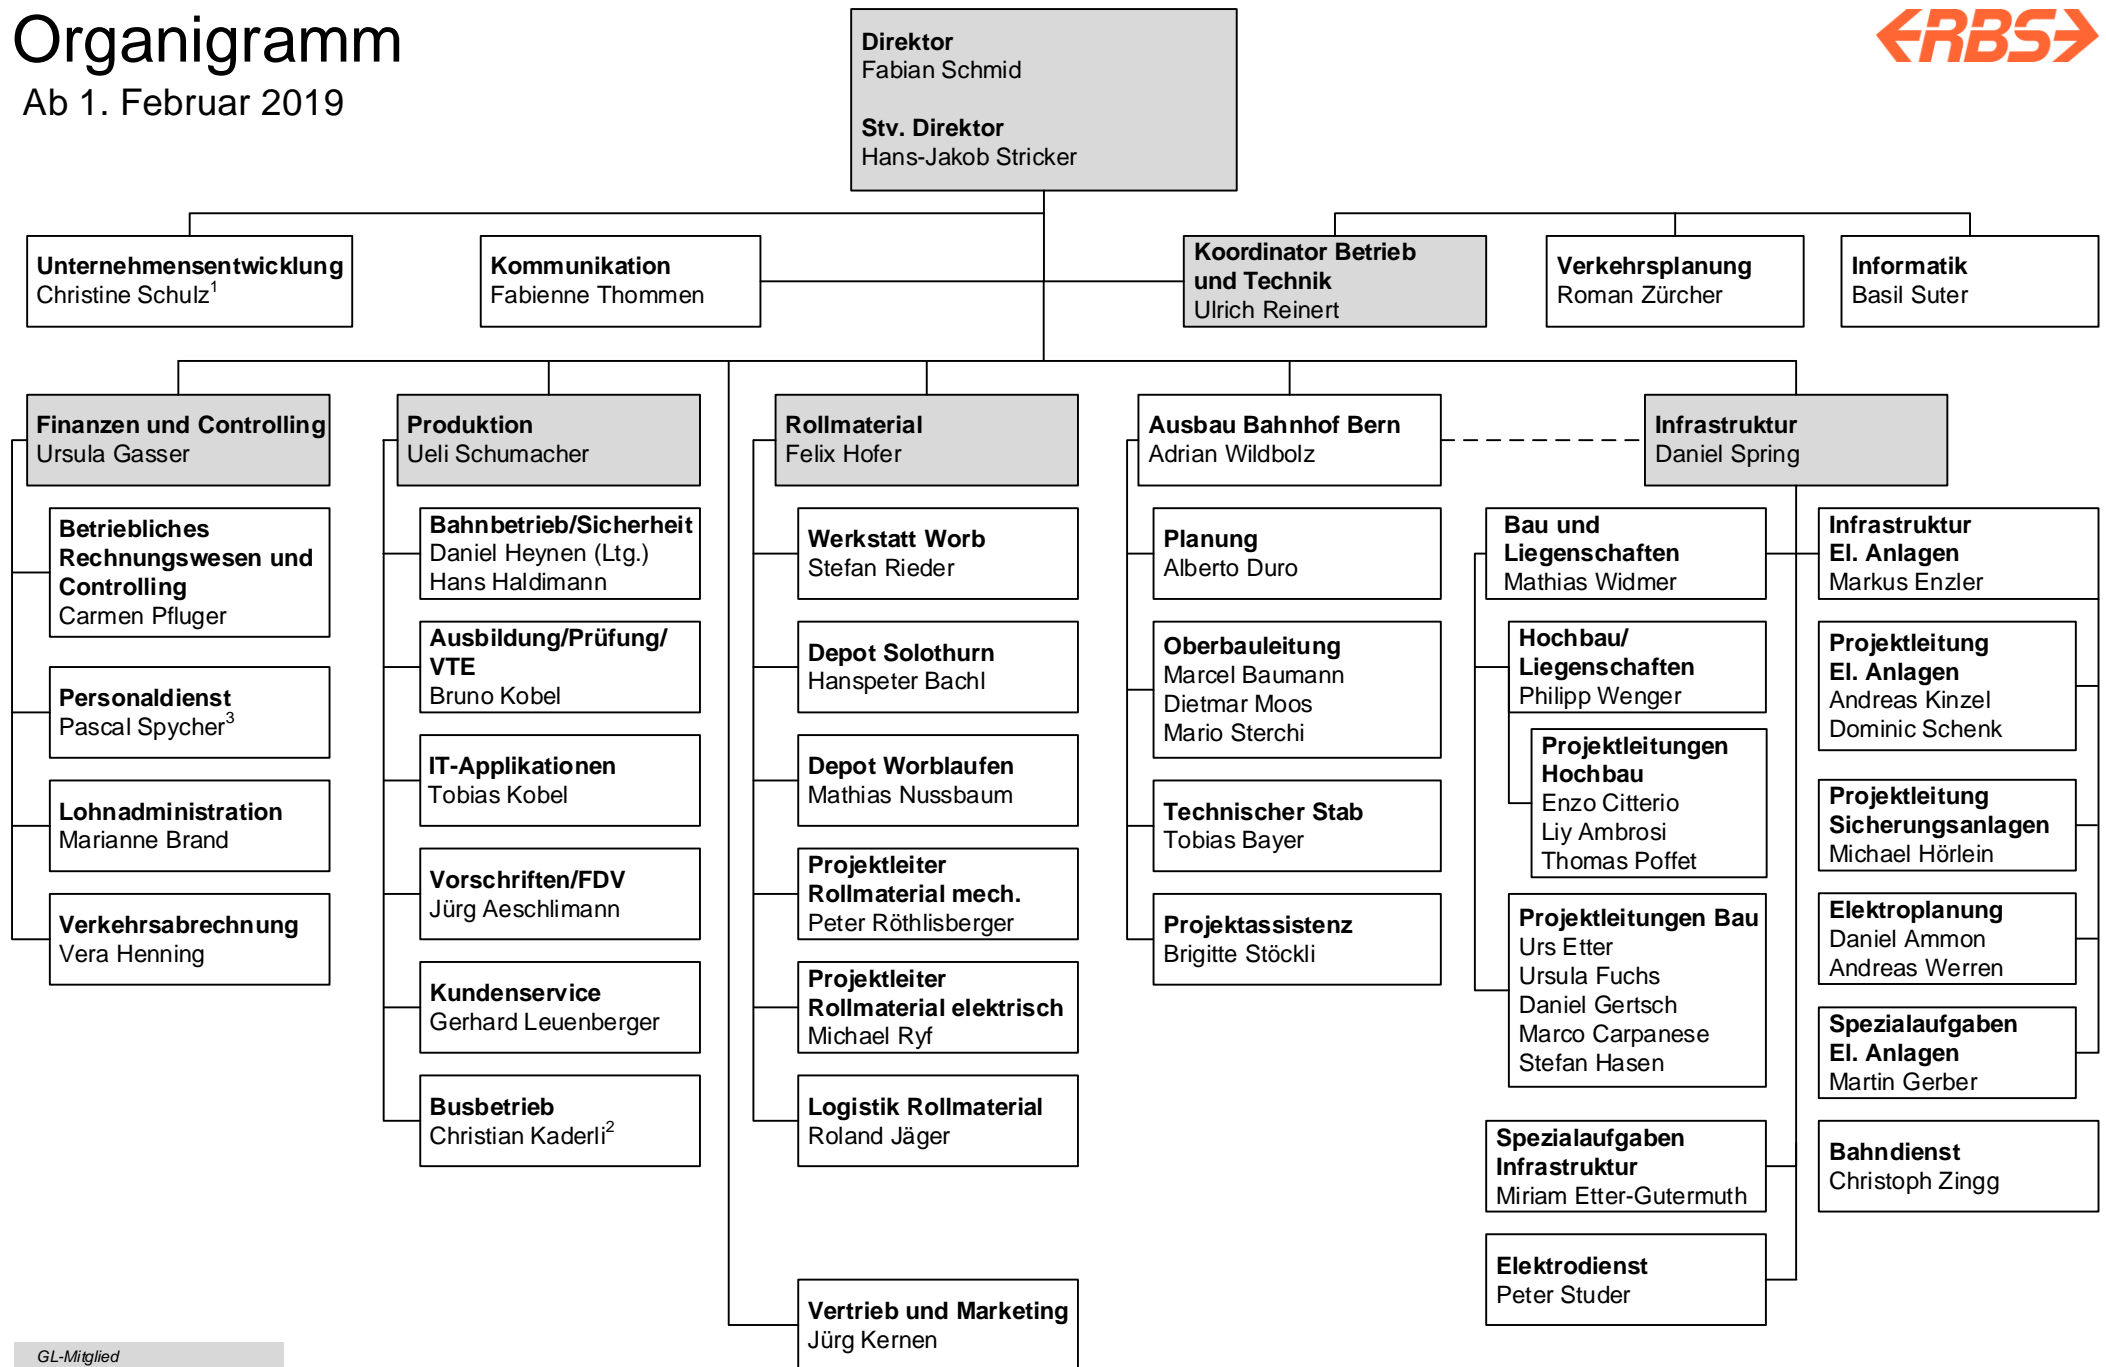 Organigramm
Ab 1. Februar 2019
RBS
Direktor
Fabian Schmid
Stv. Direktor
Hans-Jakob Stricker
Unternehmensentwicklung
Christine Schulz¹
Kommunikation
Fabienne Thommen
Koordinator Betrieb
und Technik
Ulrich Reinert
Verkehrsplanung
Roman Zürcher
Informatik
Basil Suter
Finanzen und Controlling
Ursula Gasser
Betriebliches
Rechnungswesen und
Controlling
Carmen Pfluger
Personaldienst
Pascal Spycher³
Lohnadministration
Marianne Brand
Verkehrsabrechnung
Vera Henning
Produktion
Ueli Schumacher
Bahnbetrieb/Sicherheit
Daniel Heynen (Ltg.)
Hans Haldimann
Ausbildung/Prüfung/
VTE
Bruno Kobel
IT-Applikationen
Tobias Kobel
Vorschriften/FDV
Jürg Aeschlimann
Kundenservice
Gerhard Leuenberger
Busbetrieb
Christian Kaderli²
Rollmaterial
Felix Hofer
Werkstatt Worb
Stefan Rieder
Depot Solothurn
Hanspeter Bachl
Depot Worblaufen
Mathias Nussbaum
Projektleiter
Rollmaterial mech.
Peter Röthlisberger
Projektleiter
Rollmaterial elektrisch
Michael Ryf
Logistik Rollmaterial
Roland Jäger
Vertrieb und Marketing
Jürg Kernen
Ausbau Bahnhof Bern
Adrian Wildbolz
Planung
Alberto Duro
Oberbauleitung
Marcel Baumann
Dietmar Moos
Mario Sterchi
Technischer Stab
Tobias Bayer
Projektassistenz
Brigitte Stöckli
Infrastruktur
Daniel Spring
Bau und
Liegenschaften
Mathias Widmer
Hochbau/
Liegenschaften
Philipp Wenger
Projektleitungen
Hochbau
Enzo Citterio
Liy Ambrosi
Thomas Poffet
Projektleitungen Bau
Urs Etter
Ursula Fuchs
Daniel Gertsch
Marco Carpanese
Stefan Hasen
Spezialaufgaben
Infrastruktur
Miriam Etter-Gutermuth
Elektrodienst
Peter Studer
Infrastruktur
El. Anlagen
Markus Enzler
Projektleitung
El. Anlagen
Andreas Kinzel
Dominic Schenk
Projektleitung
Sicherungsanlagen
Michael Hörlein
Elektroplanung
Daniel Ammon
Andreas Werren
Spezialaufgaben
El. Anlagen
Martin Gerber
Bahndienst
Christoph Zingg
GL-Mitglied